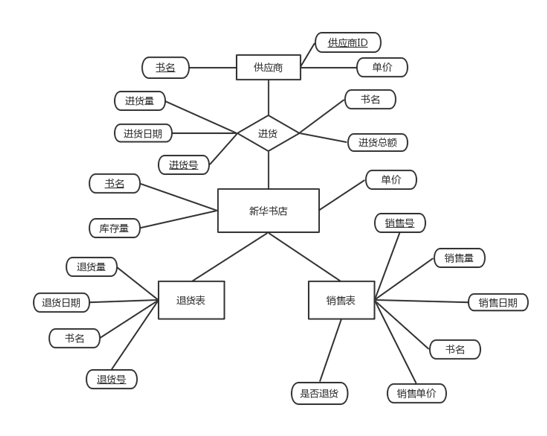 供应商ID
书名
供应商
单价
进货量
书名
进货日期
进货
进货总额
进货号
书名
单价
新华书店
库存量
销售号
退货量
销售量
退货日期
退货表
销售表
销售日期
书名
书名
退货号
是否退货
销售单价